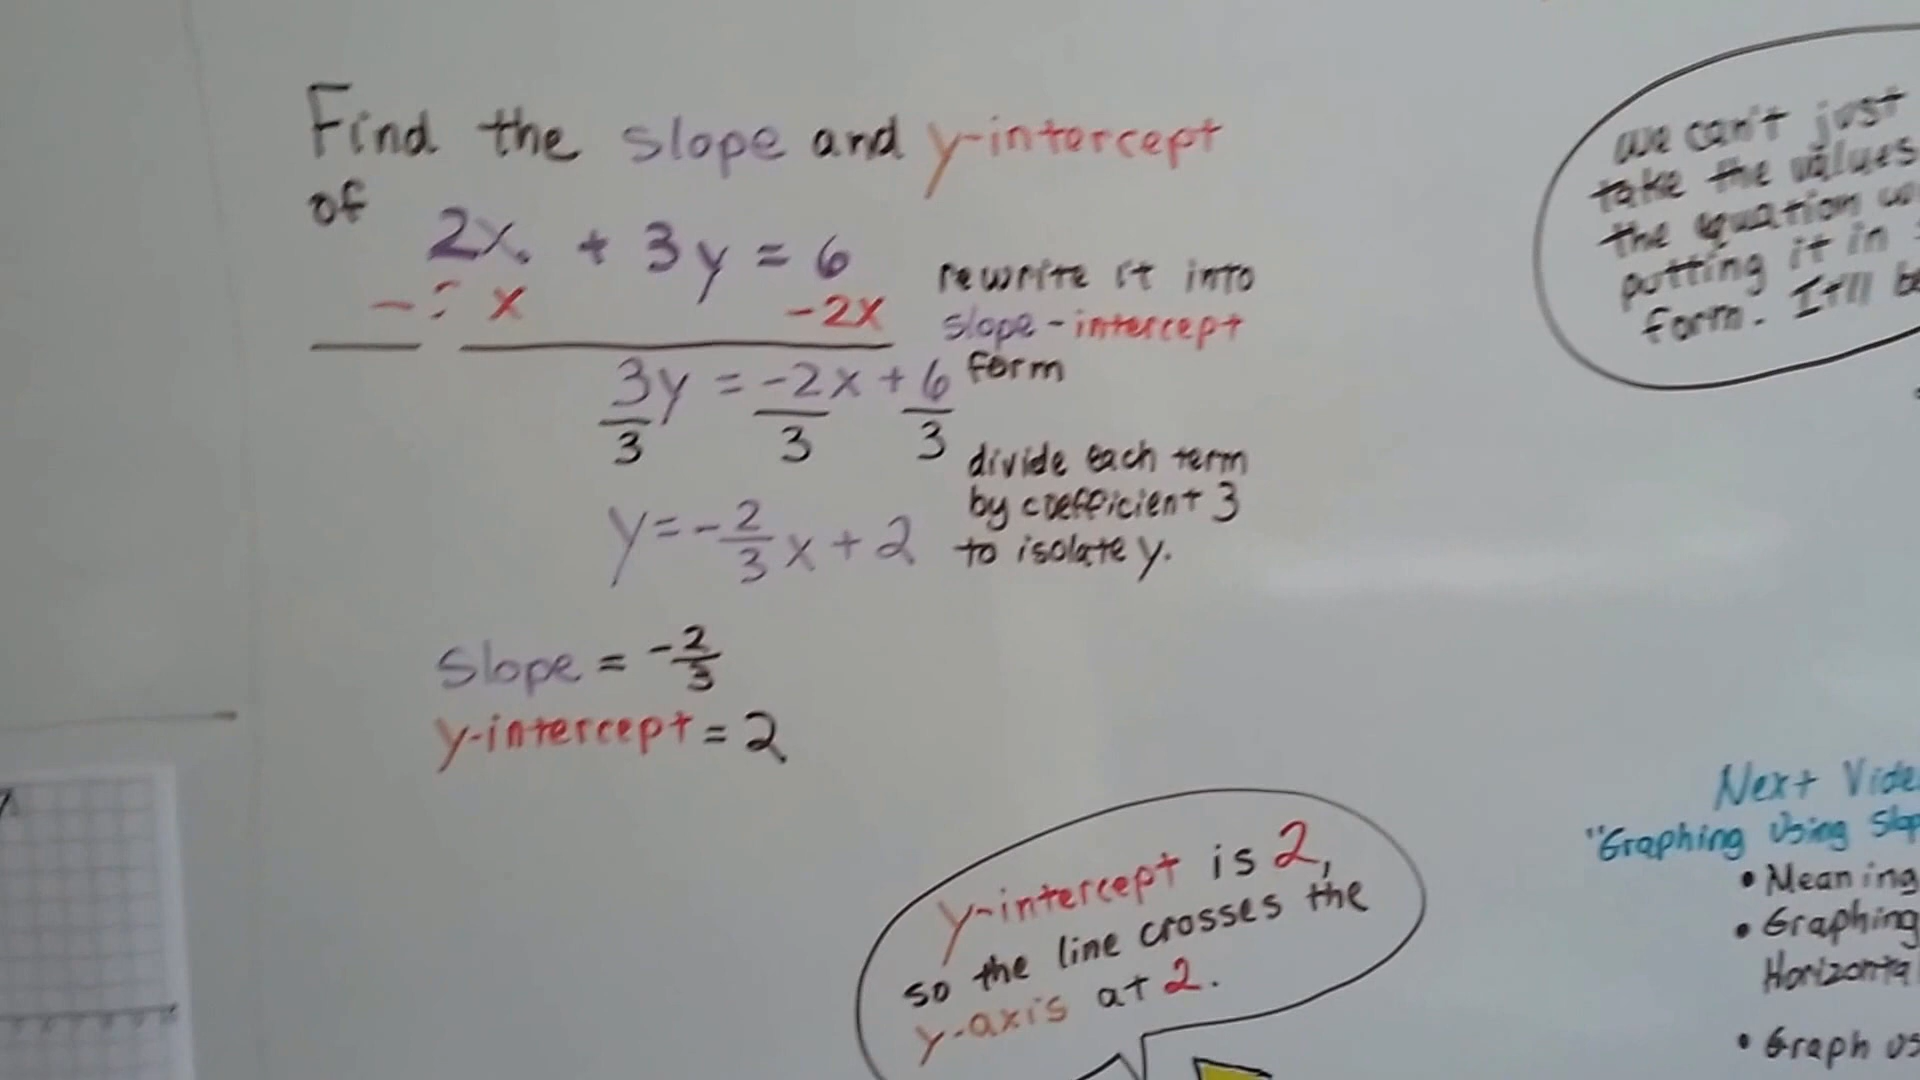 Find the slope and y-intercept
of
2x + 3y = 6
- x -2x
rewrite it into
slope-intercept
form
3y = -2x + 6
3 3 3
divide each term
by coefficient 3
to isolate y.
y = -2/3 x + 2
slope = -2/3
y-intercept = 2
y-intercept is 2,
so the line crosses the
y-axis at 2.
we can't just
take the values
the equation
putting it in
form. It'll
Next
"Graphing Using
• Meaning
• Graphing
• Graph